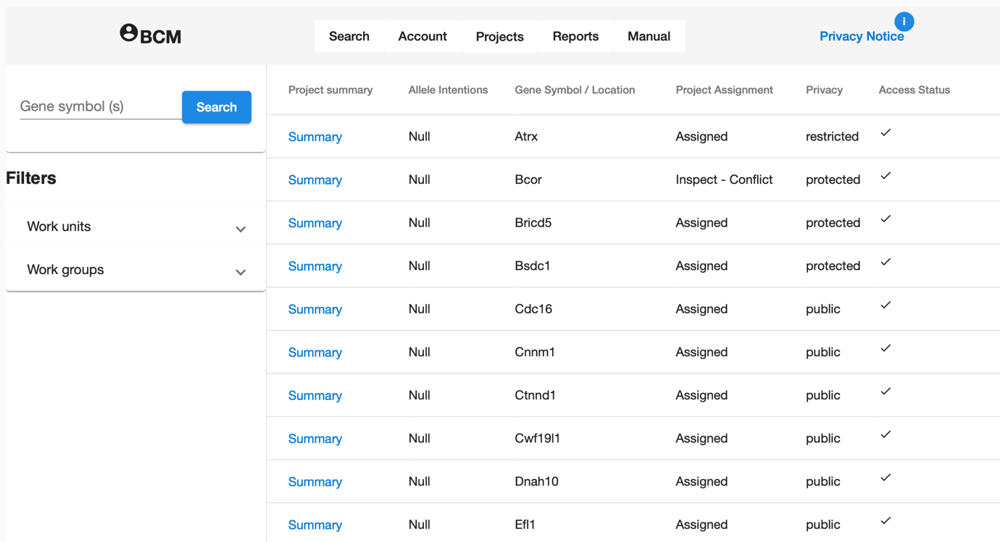 BCM
Search Account Projects Reports Manual
i
Privacy Notice
Gene symbol (s)
Search
Filters
Work units
Work groups
Project summary Allele Intentions Gene Symbol / Location Project Assignment Privacy Access Status
Summary Null Atrx Assigned restricted
Summary Null Bcor Inspect - Conflict protected
Summary Null Bricd5 Assigned protected
Summary Null Bsdc1 Assigned protected
Summary Null Cdc16 Assigned public
Summary Null Cnnm1 Assigned public
Summary Null Ctnnd1 Assigned public
Summary Null Cwf19l1 Assigned public
Summary Null Dnah10 Assigned public
Summary Null Efl1 Assigned public